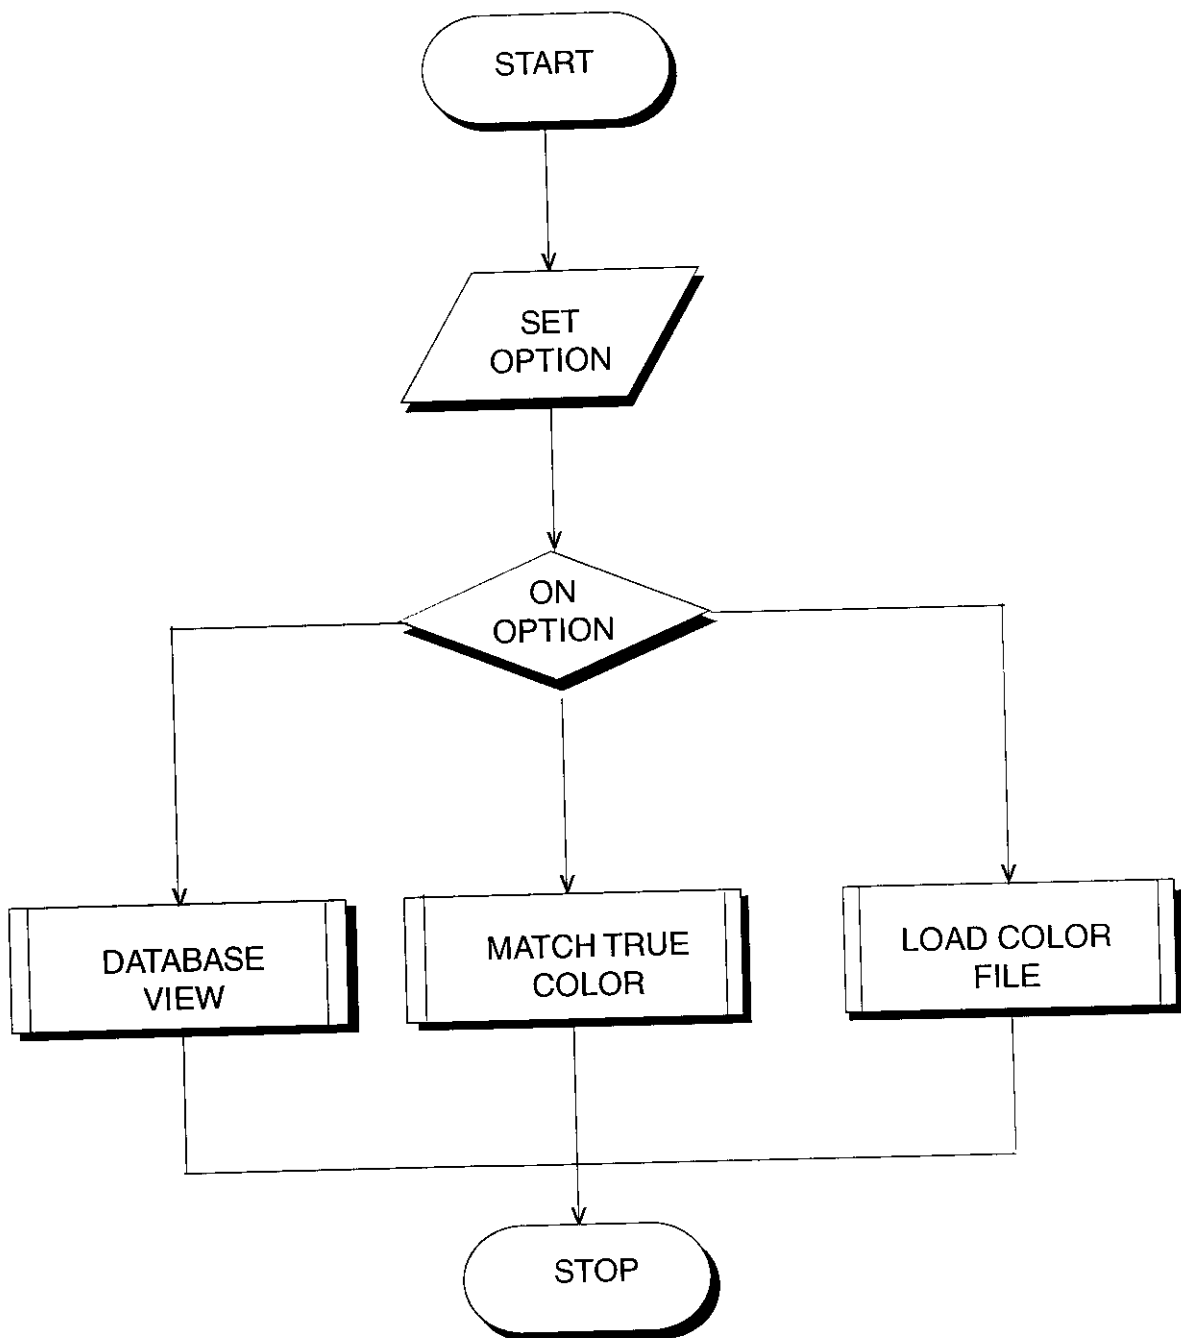 START
SET
OPTION
ON
OPTION
DATABASE
VIEW
MATCH TRUE
COLOR
LOAD COLOR
FILE
STOP